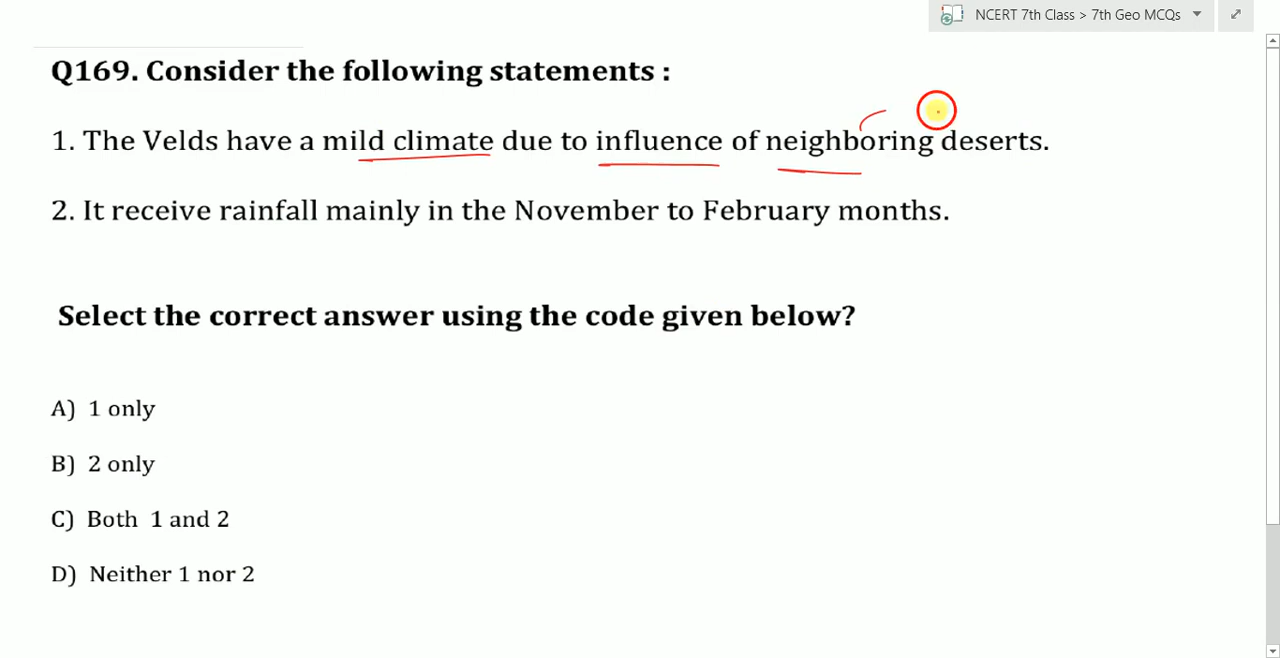 NCERT 7th Class > 7th Geo MCQs
Q169. Consider the following statements :
1. The Velds have a mild climate due to influence of neighboring deserts.
2. It receive rainfall mainly in the November to February months.
Select the correct answer using the code given below?
A) 1 only
B) 2 only
C) Both 1 and 2
D) Neither 1 nor 2